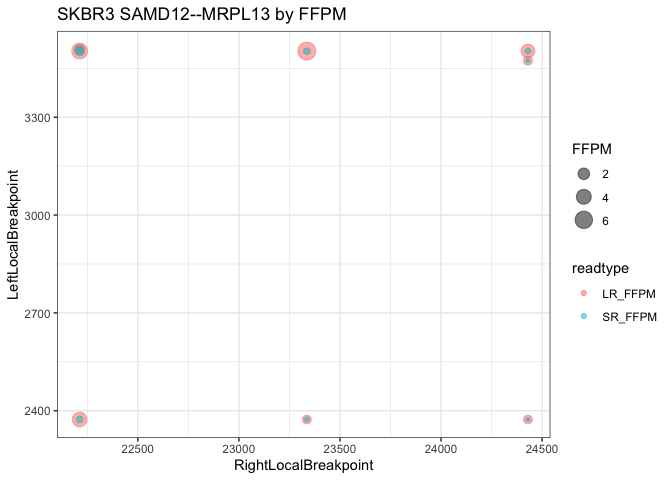 SKBR3 SAMD12--MRPL13 by FFPM
3300
3000
2700
2400
LeftLocalBreakpoint
22500
23000
23500
24000
24500
RightLocalBreakpoint
FFPM
2
4
6
readtype
LR_FFPM
SR_FFPM